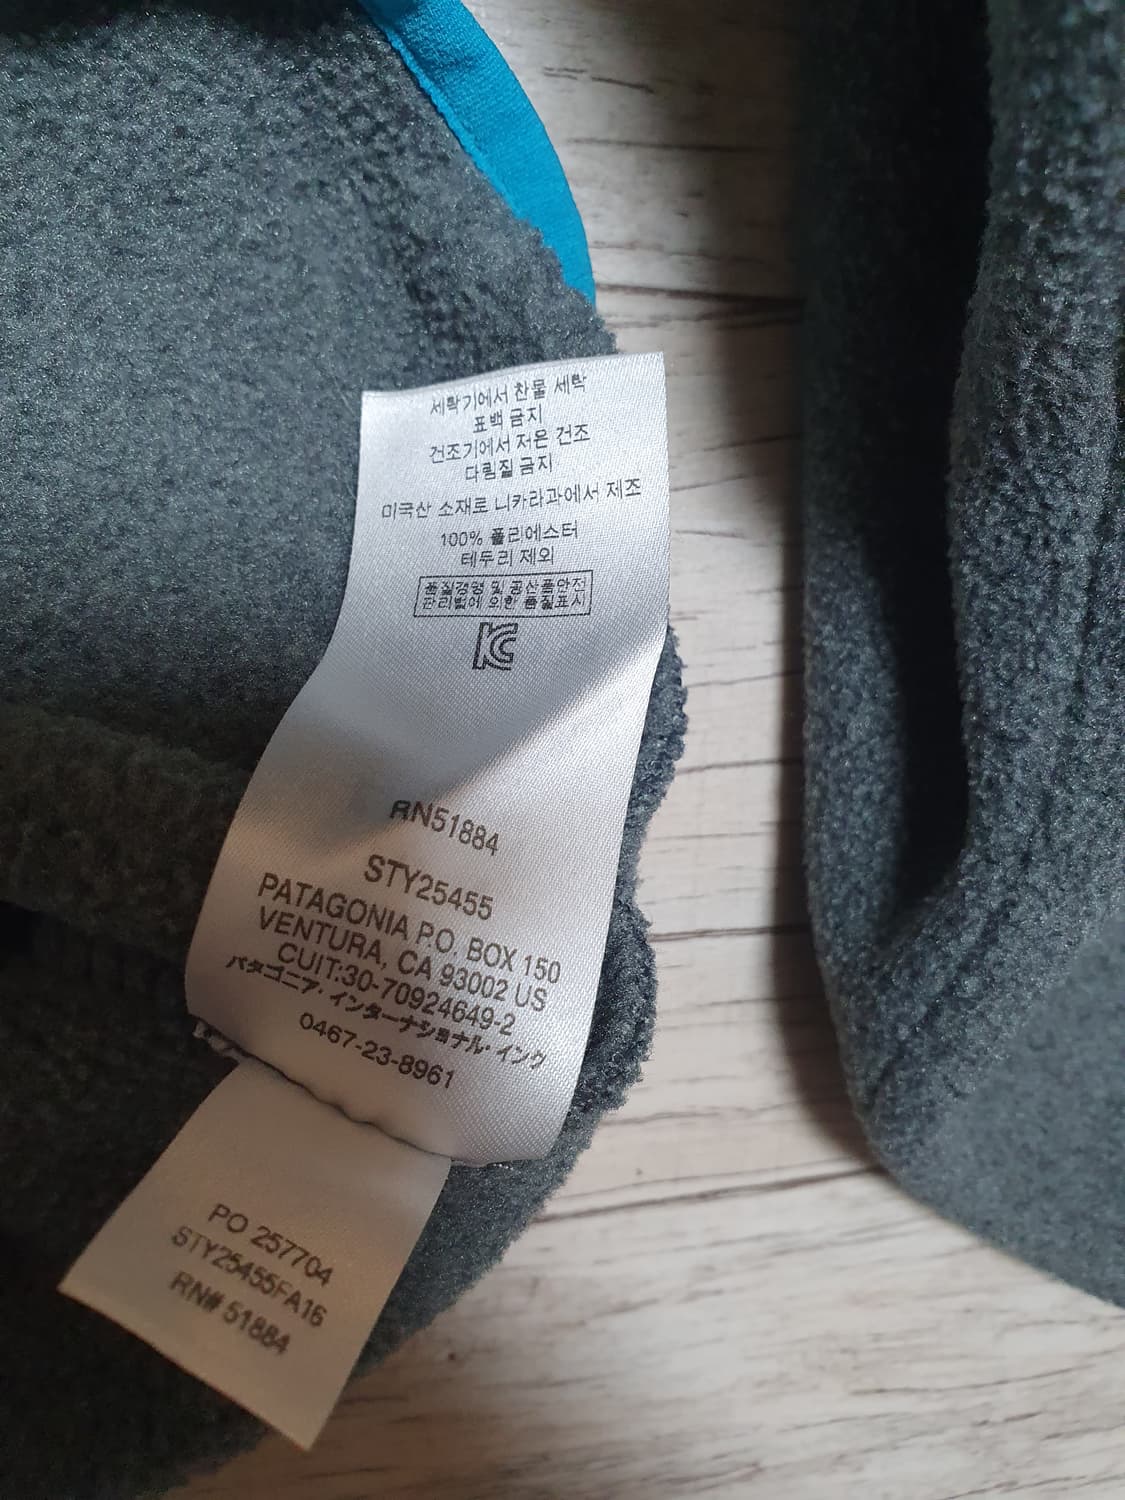 세탁기에서 찬물 세탁
표백 금지
건조기에서 저온 건조
다림질 금지
미국산 소재로 니카라과에서 제조
100% 폴리에스터
테두리 제외
품질경영 및 공산품안전
관리법에 의한 품질표시
KC
RN51884
STY25455
PATAGONIA P.O. BOX 150
VENTURA, CA 93002 US
CUIT:30-70924649-2
パタゴニア・インターナショナル・インク
0467-23-8961
PO 257704
STY25455FA16
RN# 51884